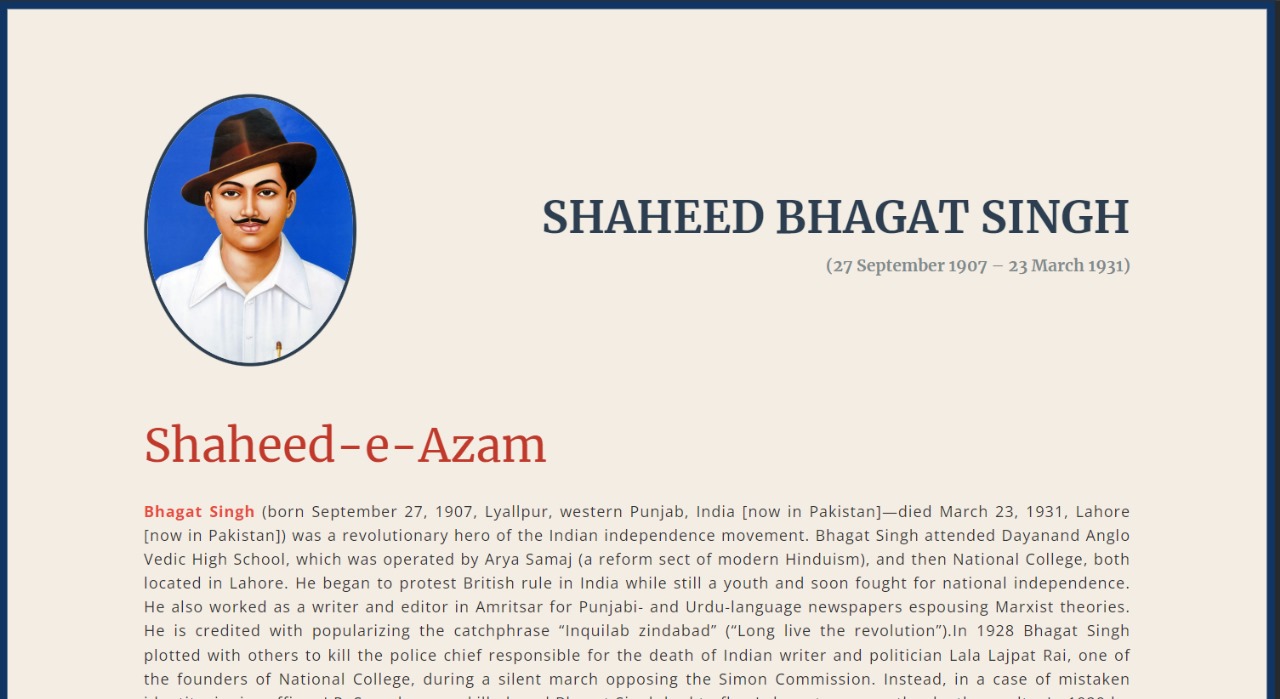 SHAHEED BHAGAT SINGH
(27 September 1907 – 23 March 1931)
Shaheed-e-Azam
Bhagat Singh (born September 27, 1907, Lyallpur, western Punjab, India [now in Pakistan]—died March 23, 1931, Lahore
[now in Pakistan]) was a revolutionary hero of the Indian independence movement. Bhagat Singh attended Dayanand Anglo
Vedic High School, which was operated by Arya Samaj (a reform sect of modern Hinduism), and then National College, both
located in Lahore. He began to protest British rule in India while still a youth and soon fought for national independence.
He also worked as a writer and editor in Amritsar for Punjabi- and Urdu-language newspapers espousing Marxist theories.
He is credited with popularizing the catchphrase “Inquilab zindabad” (“Long live the revolution”).In 1928 Bhagat Singh
plotted with others to kill the police chief responsible for the death of Indian writer and politician Lala Lajpat Rai, one of
the founders of National College, during a silent march opposing the Simon Commission. Instead, in a case of mistaken